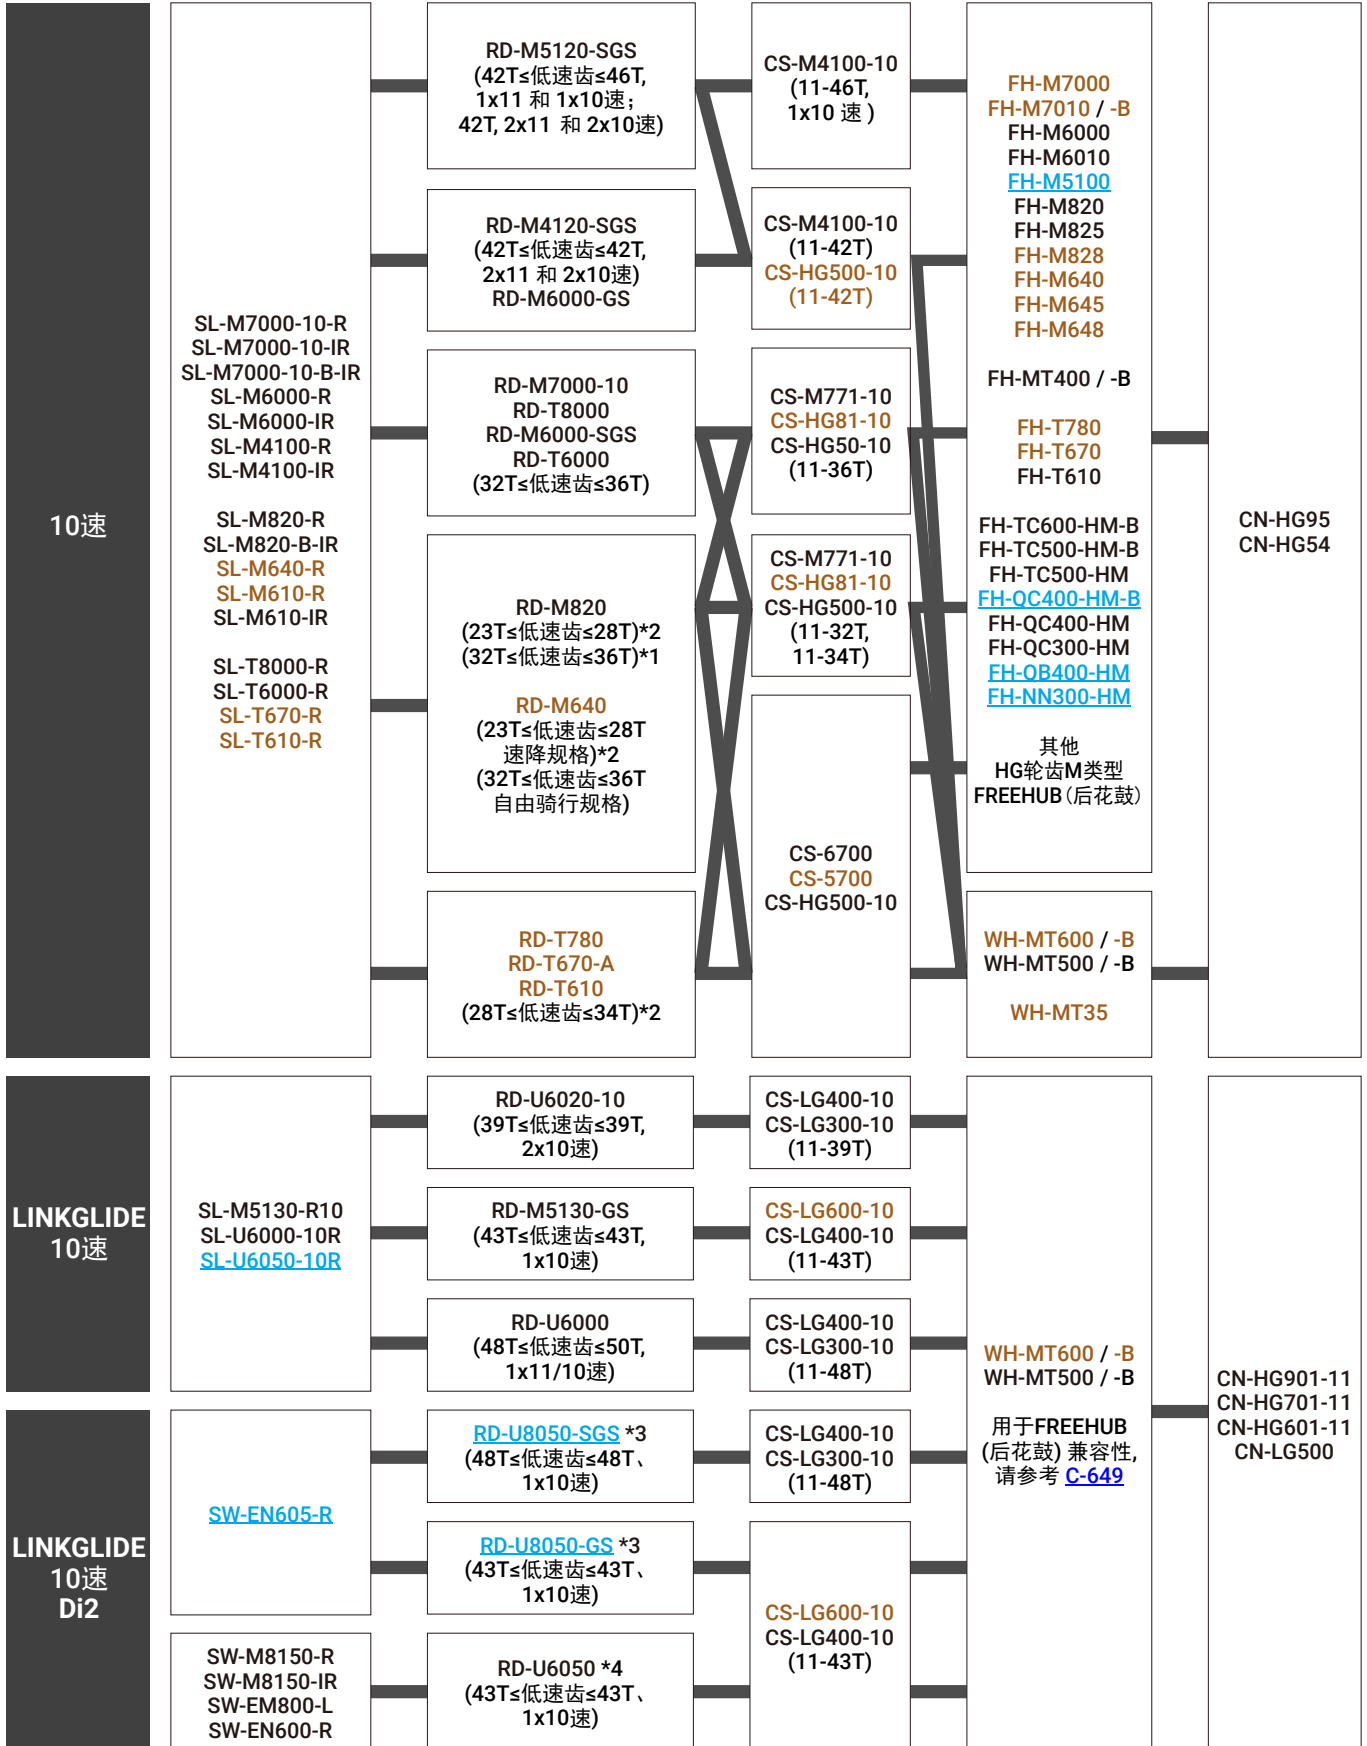 10速
SL-M7000-10-R
SL-M7000-10-IR
SL-M7000-10-B-IR
SL-M6000-R
SL-M6000-IR
SL-M4100-R
SL-M4100-IR
SL-M820-R
SL-M820-B-IR
SL-M640-R
SL-M610-R
SL-M610-IR
SL-T8000-R
SL-T6000-R
SL-T670-R
SL-T610-R
RD-M5120-SGS
(42T≤低速齿≤46T,
1x11 和 1x10速；
42T, 2x11 和 2x10速)
RD-M4120-SGS
(42T≤低速齿≤42T,
2x11 和 2x10速)
RD-M6000-GS
RD-M7000-10
RD-T8000
RD-M6000-SGS
RD-T6000
(32T≤低速齿≤36T)
RD-M820
(23T≤低速齿≤28T)*2
(32T≤低速齿≤36T)*1
RD-M640
(23T≤低速齿≤28T
速降规格)*2
(32T≤低速齿≤36T
自由骑行规格)
RD-T780
RD-T670-A
RD-T610
(28T≤低速齿≤34T)*2
CS-M4100-10
(11-46T,
1x10 速 )
CS-M4100-10
(11-42T)
CS-HG500-10
(11-42T)
CS-M771-10
CS-HG81-10
CS-HG50-10
(11-36T)
CS-M771-10
CS-HG81-10
CS-HG500-10
(11-32T,
11-34T)
CS-6700
CS-5700
CS-HG500-10
FH-M7000
FH-M7010 / -B
FH-M6000
FH-M6010
FH-M5100
FH-M820
FH-M825
FH-M828
FH-M640
FH-M645
FH-M648
FH-MT400 / -B
FH-T780
FH-T670
FH-T610
FH-TC600-HM-B
FH-TC500-HM-B
FH-TC500-HM
FH-QC400-HM-B
FH-QC400-HM
FH-QC300-HM
FH-QB400-HM
FH-NN300-HM
其他
HG轮齿M类型
FREEHUB（后花鼓）
WH-MT600 / -B
WH-MT500 / -B
WH-MT35
CN-HG95
CN-HG54
LINKGLIDE
10速
SL-M5130-R10
SL-U6000-10R
SL-U6050-10R
RD-U6020-10
(39T≤低速齿≤39T,
2x10速)
RD-M5130-GS
(43T≤低速齿≤43T,
1x10速)
RD-U6000
(48T≤低速齿≤50T,
1x11/10速)
CS-LG400-10
CS-LG300-10
(11-39T)
CS-LG600-10
CS-LG400-10
(11-43T)
CS-LG400-10
CS-LG300-10
(11-48T)
LINKGLIDE
10速
Di2
SW-EN605-R
SW-M8150-R
SW-M8150-IR
SW-EM800-L
SW-EN600-R
RD-U8050-SGS *3
(48T≤低速齿≤48T、
1x10速)
RD-U8050-GS *3
(43T≤低速齿≤43T、
1x10速)
RD-U6050 *4
(43T≤低速齿≤43T、
1x10速)
CS-LG400-10
CS-LG300-10
(11-48T)
CS-LG600-10
CS-LG400-10
(11-43T)
WH-MT600 / -B
WH-MT500 / -B
用于FREEHUB
(后花鼓) 兼容性,
请参考 C-649
CN-HG901-11
CN-HG701-11
CN-HG601-11
CN-LG500